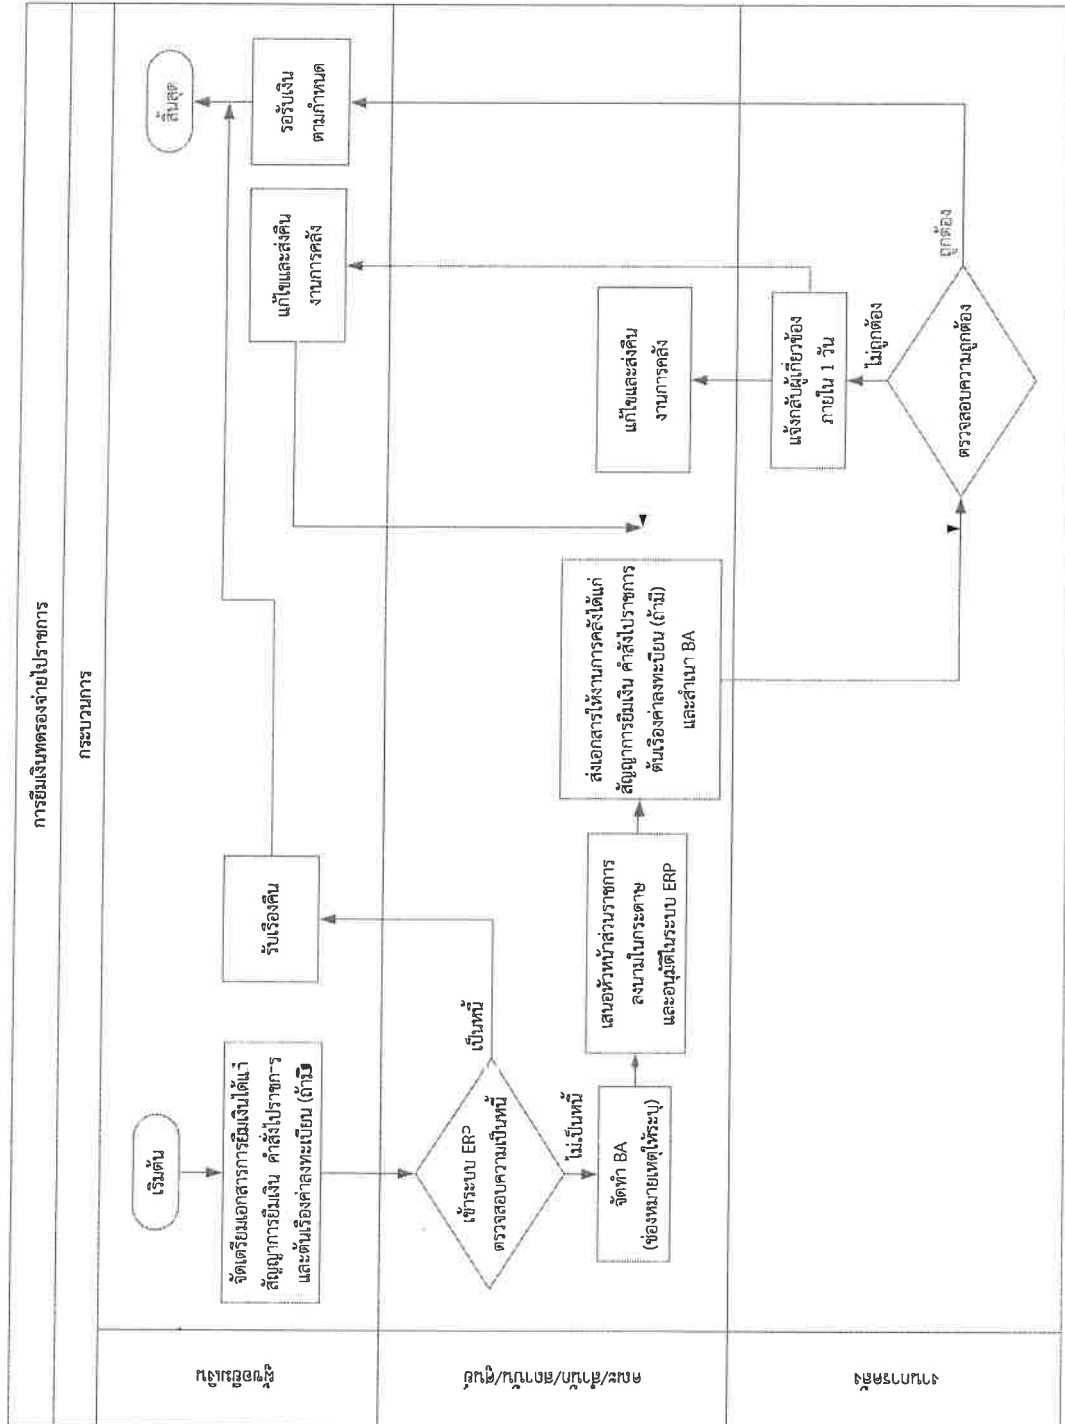 การยืมเงินทดรองจ่ายไปราชการ
กระบวนการ
ผู้ขอยืมเงิน
เริ่มต้น
จัดเตรียมเอกสารการยืมเงินได้แก่
สัญญาการยืมเงิน คำสั่งไปราชการ
และต้นเรื่องค่าลงทะเบียน (ถ้ามี)
รับเรื่องคืน
แก้ไขและส่งคืน
งานการคลัง
รอรับเงิน
ตามกำหนด
สิ้นสุด
คณะ/สำนัก/สถาบัน/ศูนย์
เข้าระบบ ERP
ตรวจสอบความเป็นหนี้
เป็นหนี้
ไม่เป็นหนี้
จัดทำ BA
(ช่องหมายเหตุให้ระบุ)
เสนอหัวหน้าส่วนราชการ
ลงนามในกระดาษ
และอนุมัติในระบบ ERP
ส่งเอกสารให้งานการคลังได้แก่
สัญญาการยืมเงิน คำสั่งไปราชการ
ต้นเรื่องค่าลงทะเบียน (ถ้ามี)
และสำเนา BA
แก้ไขและส่งคืน
งานการคลัง
งานการคลัง
แจ้งกลับผู้เกี่ยวข้อง
ภายใน 1 วัน
ไม่ถูกต้อง
ตรวจสอบความถูกต้อง
ถูกต้อง